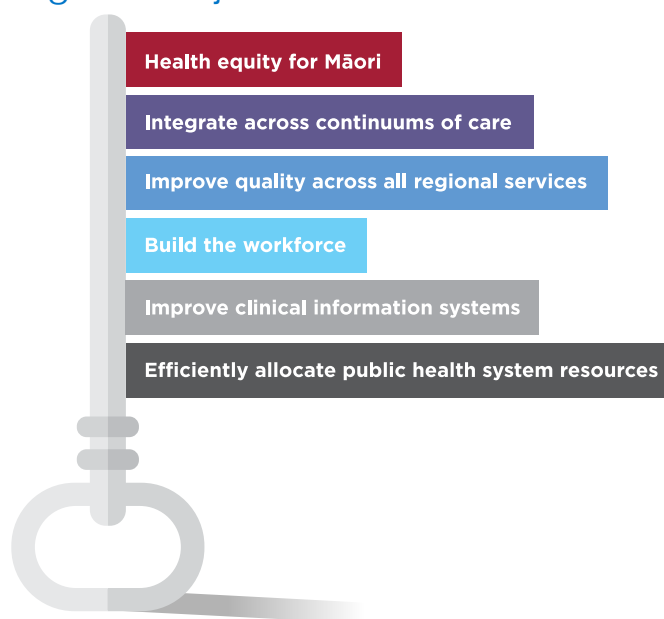 Health equity for Māori
Integrate across continuums of care
Improve quality across all regional services
Build the workforce
Improve clinical information systems
Efficiently allocate public health system resources